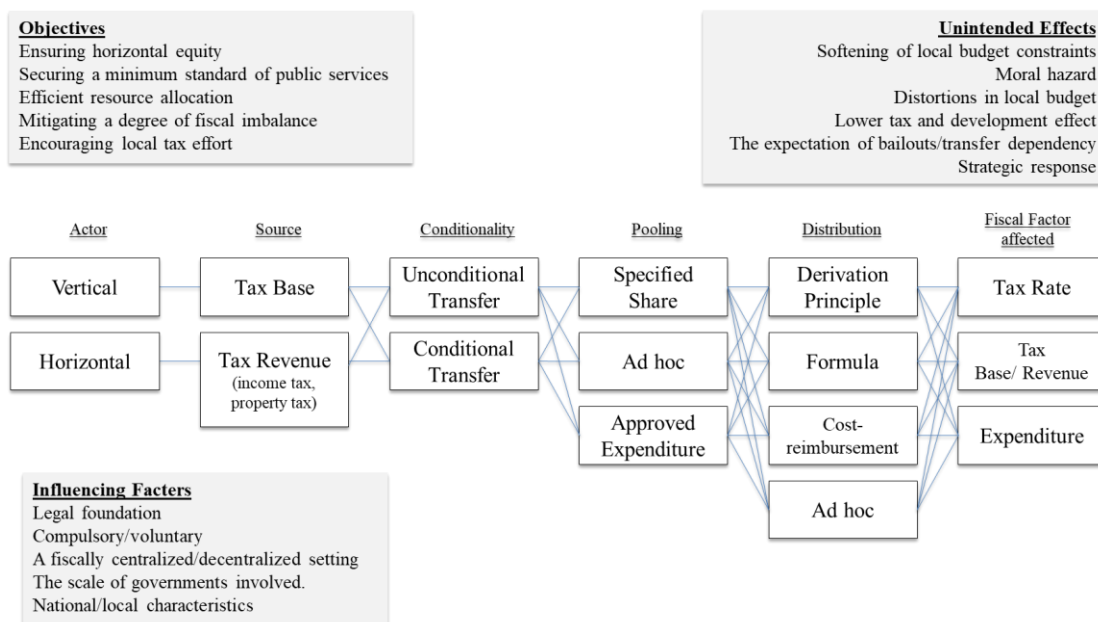 Objectives
Ensuring horizontal equity
Securing a minimum standard of public services
Efficient resource allocation
Mitigating a degree of fiscal imbalance
Encouraging local tax effort
Unintended Effects
Softening of local budget constraints
Moral hazard
Distortions in local budget
Lower tax and development effect
The expectation of bailouts/transfer dependency
Strategic response
Actor
Source
Conditionality
Pooling
Distribution
Fiscal Factor
affected
Vertical
Tax Base
Unconditional
Transfer
Specified
Share
Derivation
Principle
Tax Rate
Horizontal
Tax Revenue
(income tax,
property tax)
Conditional
Transfer
Ad hoc
Formula
Tax
Base/ Revenue
Approved
Expenditure
Cost-
reimbursement
Expenditure
Ad hoc
Influencing Facters
Legal foundation
Compulsory/voluntary
A fiscally centralized/decentralized setting
The scale of governments involved.
National/local characteristics